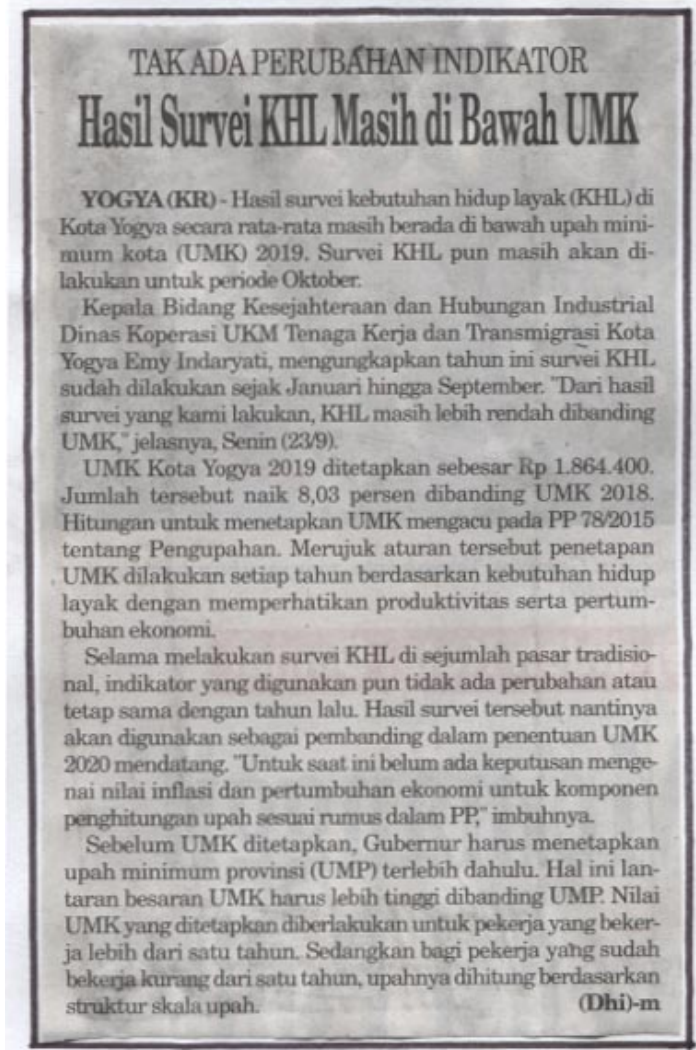 TAK ADA PERUBAHAN INDIKATOR
Hasil Survei KHL Masih di Bawah UMK
YOGYA (KR) - Hasil survei kebutuhan hidup layak (KHL) di
Kota Yogya secara rata-rata masih berada di bawah upah mini-
mum kota (UMK) 2019. Survei KHL pun masih akan di-
lakukan untuk periode Oktober.
Kepala Bidang Kesejahteraan dan Hubungan Industrial
Dinas Koperasi UKM Tenaga Kerja dan Transmigrasi Kota
Yogya Emy Indaryati, mengungkapkan tahun ini survei KHL
sudah dilakukan sejak Januari hingga September. "Dari hasil
survei yang kami lakukan, KHL masih lebih rendah dibanding
UMK," jelasnya, Senin (23/9).
UMK Kota Yogya 2019 ditetapkan sebesar Rp 1.864.400.
Jumlah tersebut naik 8,03 persen dibanding UMK 2018.
Hitungan untuk menetapkan UMK mengacu pada PP 78/2015
tentang Pengupahan. Merujuk aturan tersebut penetapan
UMK dilakukan setiap tahun berdasarkan kebutuhan hidup
layak dengan memperhatikan produktivitas serta pertum-
buhan ekonomi.
Selama melakukan survei KHL di sejumlah pasar tradisio-
nal, indikator yang digunakan pun tidak ada perubahan atau
tetap sama dengan tahun lalu. Hasil survei tersebut nantinya
akan digunakan sebagai pembanding dalam penentuan UMK
2020 mendatang. "Untuk saat ini belum ada keputusan menge-
nai nilai inflasi dan pertumbuhan ekonomi untuk komponen
penghitungan upah sesuai rumus dalam PP," imbuhnya.
Sebelum UMK ditetapkan, Gubernur harus menetapkan
upah minimum provinsi (UMP) terlebih dahulu. Hal ini lan-
taran besaran UMK harus lebih tinggi dibanding UMP. Nilai
UMK yang ditetapkan diberlakukan untuk pekerja yang beker-
ja lebih dari satu tahun. Sedangkan bagi pekerja yang sudah
bekerja kurang dari satu tahun, upahnya dihitung berdasarkan
struktur skala upah. (Dhi)-m